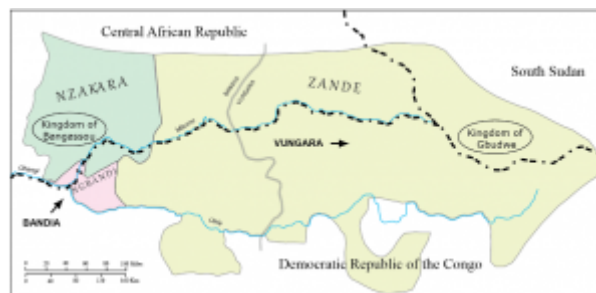 Central African Republic
South Sudan
NZAKARA
ZANDE
Kingdom of
Bangassou
VUNGARA
Kingdom of
Gbudwe
NGBANDI
BANDIA
Uele
Democratic Republic of the Congo